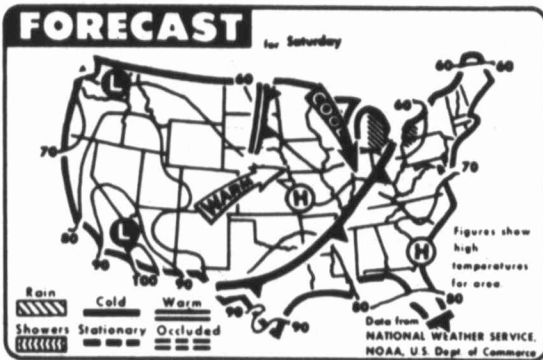 FORECAST
for Saturday
L
60
COOL
60
60
60
70
WARM
H
70
80
L
90
100
90
H
Figures show
high
temperatures
for area.
80
80
90
90
Rain
Cold
Warm
Showers
Stationary
Occluded
Data from
NATIONAL WEATHER SERVICE,
NOAA, U.S. Dept. of Commerce